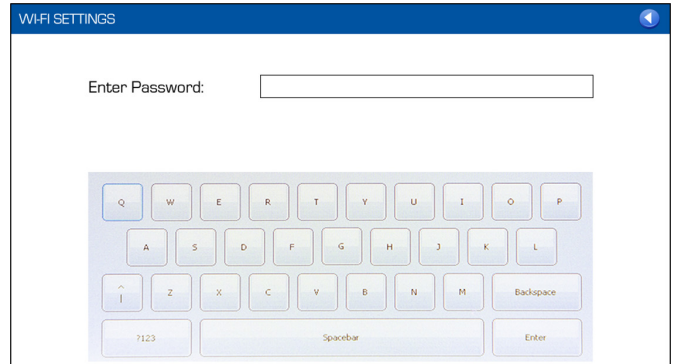 WI-FI SETTINGS
Enter Password:
Q W E R T Y U I O P
A S D F G H J K L
^ | Z X C V B N M Backspace
?123 Spacebar Enter